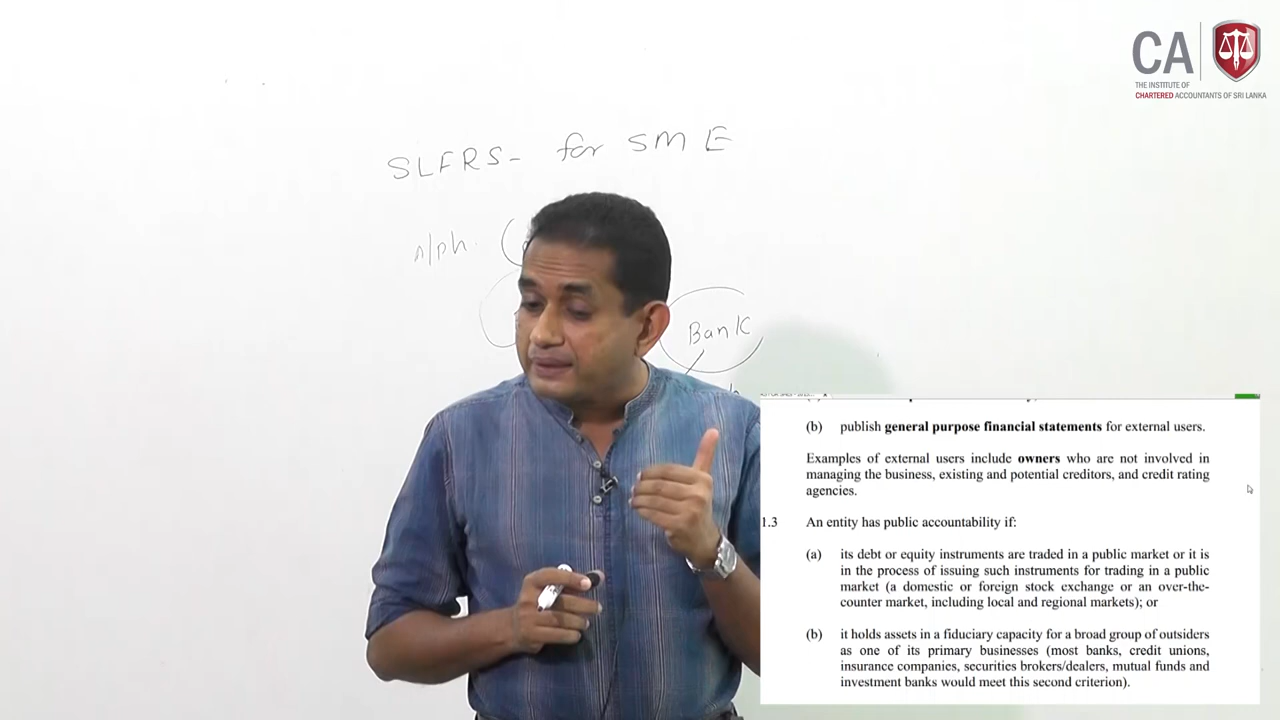 CA
THE INSTITUTE OF
CHARTERED ACCOUNTANTS OF SRI LANKA
SLFRS- for SME
Alph.
Bank
(b) publish general purpose financial statements for external users.
Examples of external users include owners who are not involved in
managing the business, existing and potential creditors, and credit rating
agencies.
1.3 An entity has public accountability if:
(a) its debt or equity instruments are traded in a public market or it is
in the process of issuing such instruments for trading in a public
market (a domestic or foreign stock exchange or an over-the-
counter market, including local and regional markets); or
(b) it holds assets in a fiduciary capacity for a broad group of outsiders
as one of its primary businesses (most banks, credit unions,
insurance companies, securities brokers/dealers, mutual funds and
investment banks would meet this second criterion).